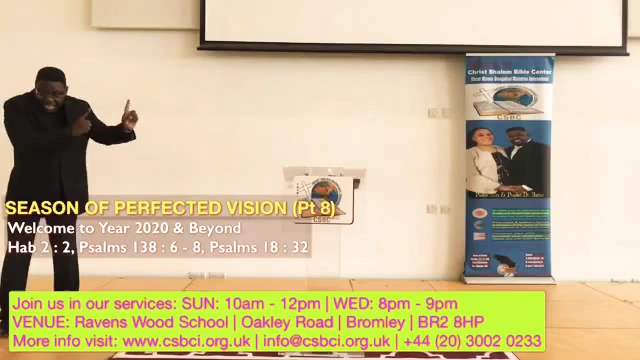 Christ Shalom Bible Center
CSBC
CSBC
SEASON OF PERFECTED VISION (Pt 8)
Welcome to Year 2020 & Beyond
Hab 2 : 2, Psalms 138 : 6 - 8, Psalms 18 : 32
Join us in our services: SUN: 10am - 12pm | WED: 8pm - 9pm
VENUE: Ravens Wood School | Oakley Road | Bromley | BR2 8HP
More info visit: www.csbci.org.uk | info@csbci.org.uk | +44 (20) 3002 0233